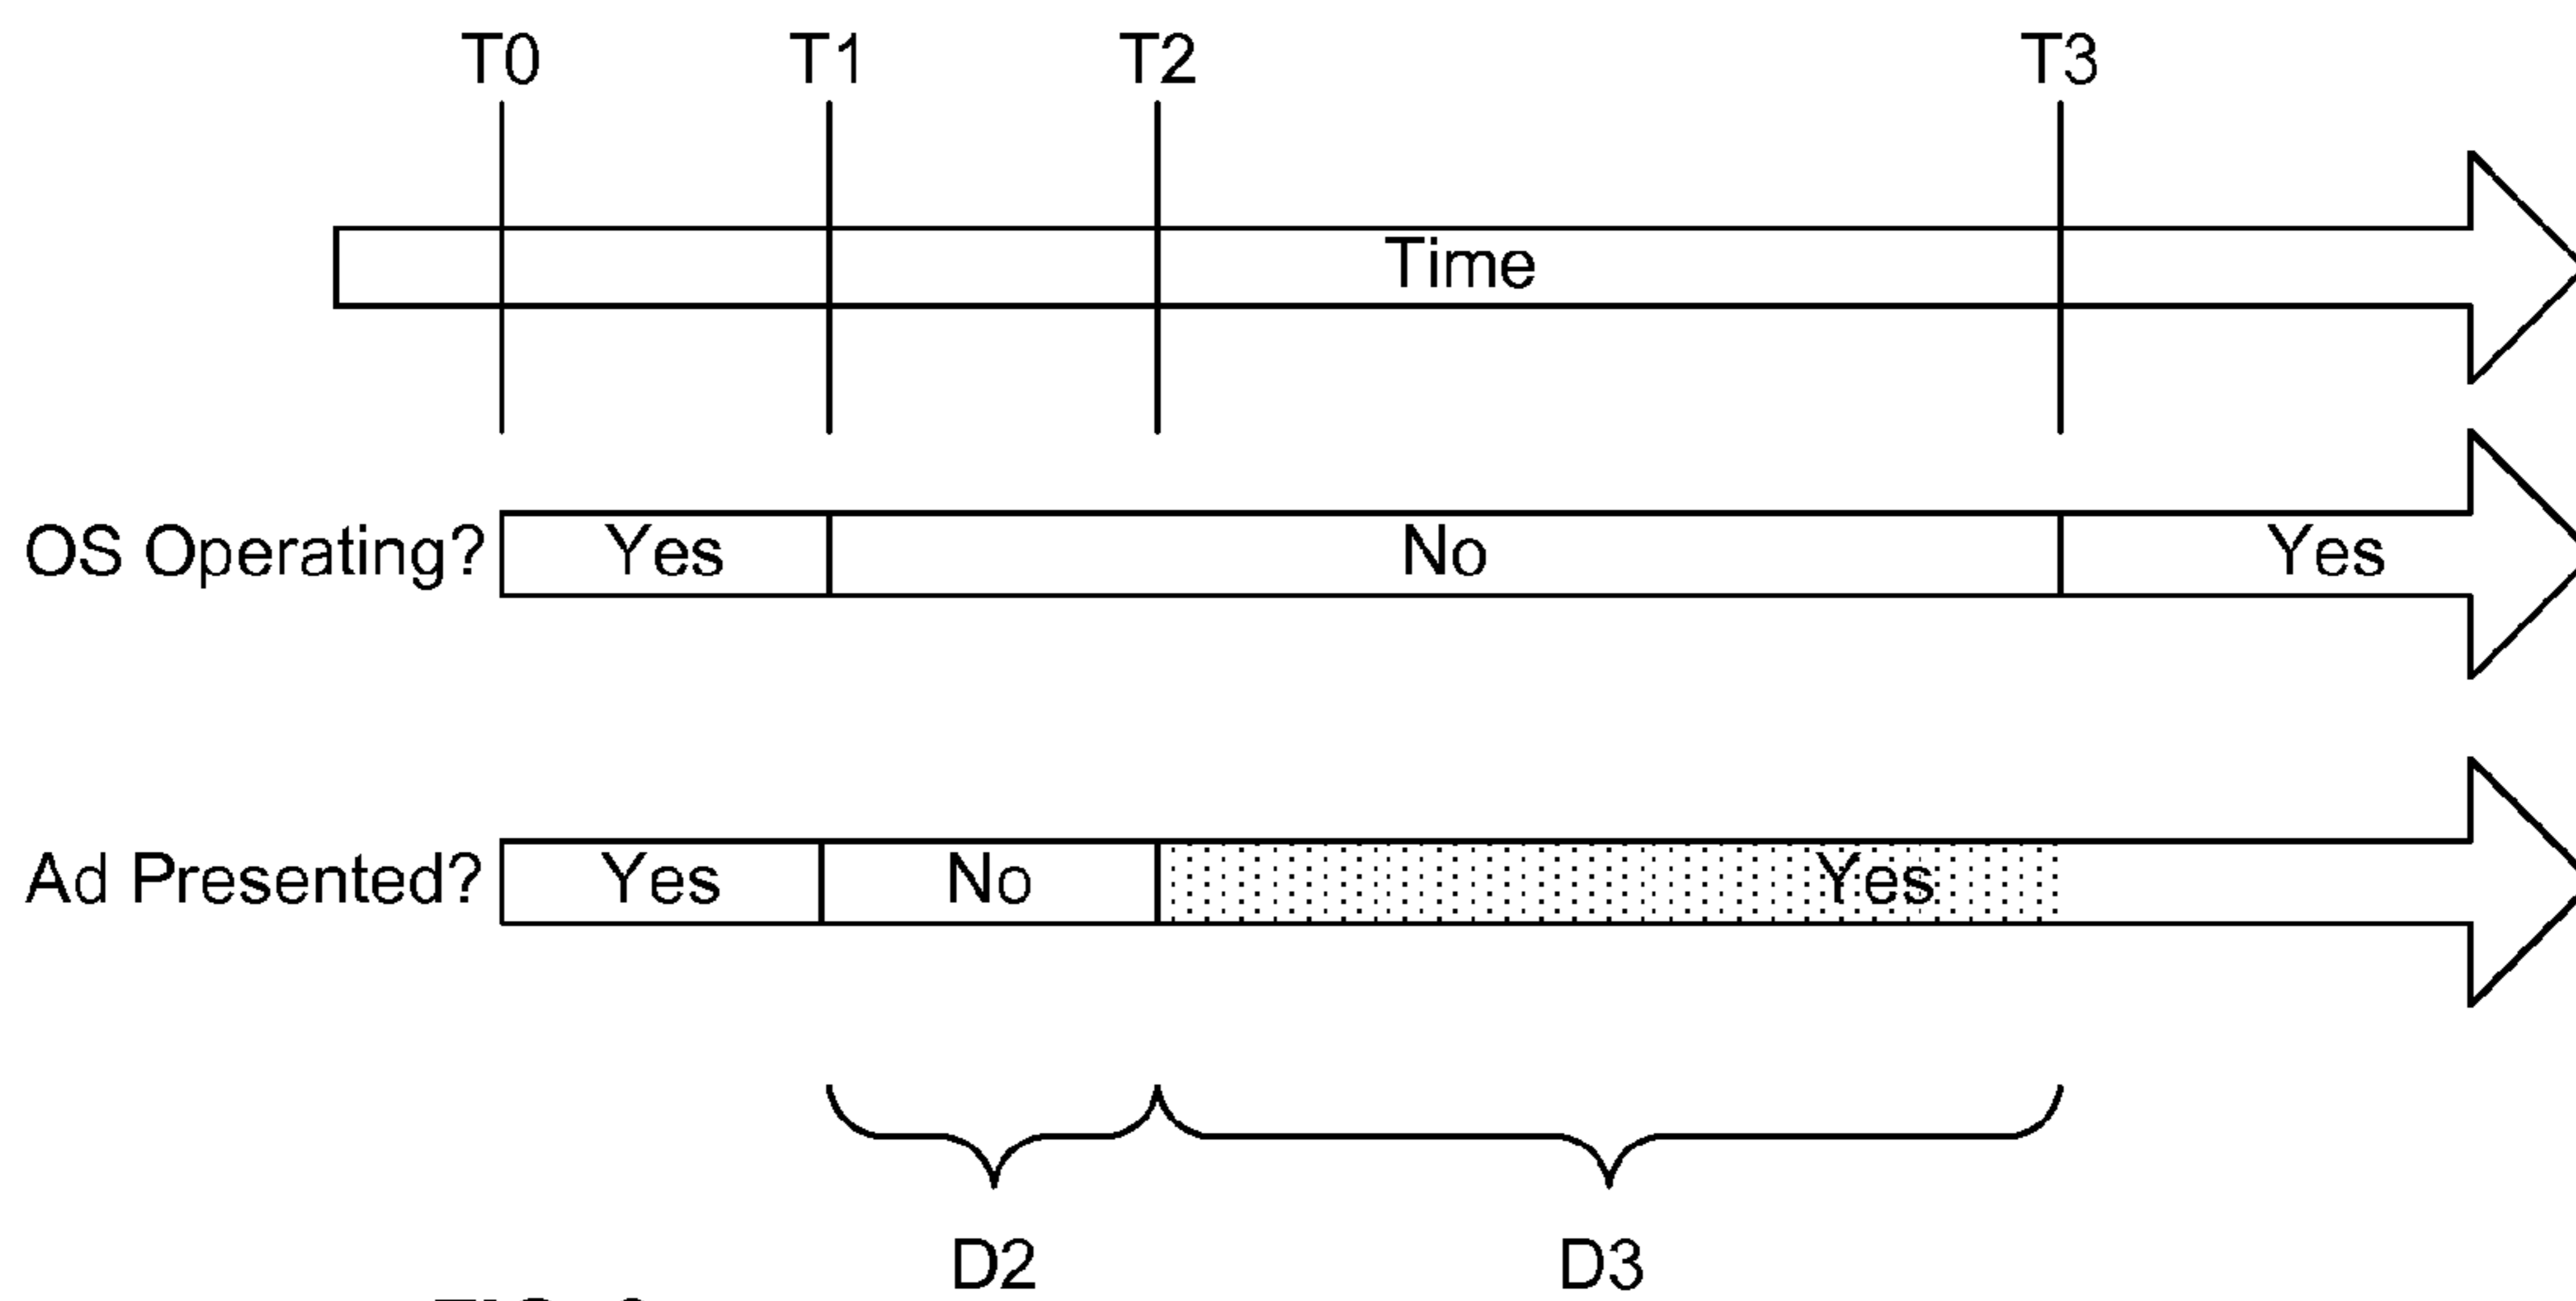 T0 T1 T2 T3
Time
OS Operating? Yes No Yes
Ad Presented? Yes No Yes
D2 D3